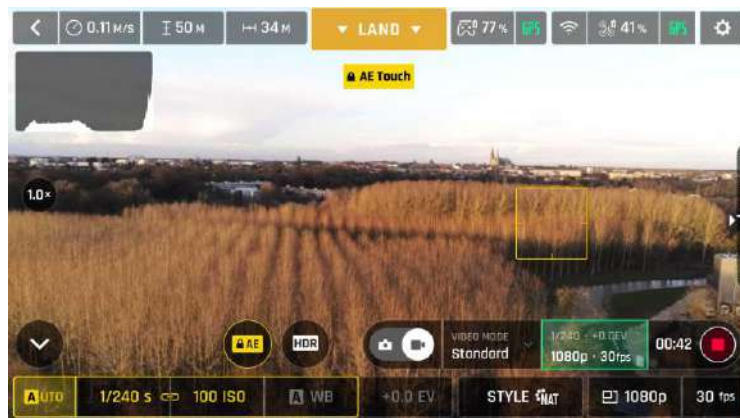 0.11 M/S
50 M
34 M
LAND
77 %
GPS
41 %
GPS
AE Touch
1.0×
AE
HDR
VIDEO MODE
Standard
1/240 · +0.0EV
1080p · 30fps
00:42
AUTO
1/240 s
100 ISO
A WB
+0.0 EV
STYLE NAT
1080p
30 fps